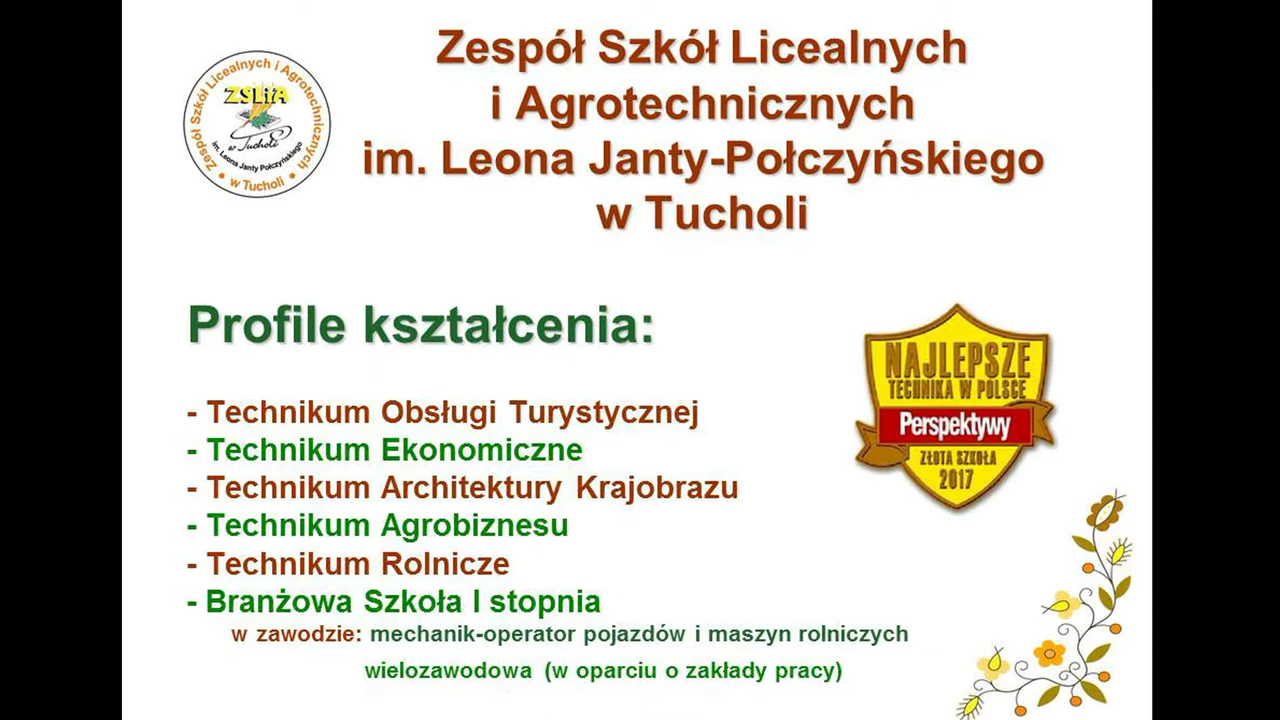 Zespół Szkół Licealnych
i Agrotechnicznych
im. Leona Janty-Połczyńskiego
w Tucholi
Zespół Szkół Licealnych i Agrotechnicznych
ZSLiA
w Tucholi
im. Leona Janty Połczyńskiego
• w Tucholi •
Profile kształcenia:
NAJLEPSZE
TECHNIKA W POLSCE
Perspektywy
ZŁOTA SZKOŁA
2017
- Technikum Obsługi Turystycznej
- Technikum Ekonomiczne
- Technikum Architektury Krajobrazu
- Technikum Agrobiznesu
- Technikum Rolnicze
- Branżowa Szkoła I stopnia
w zawodzie: mechanik-operator pojazdów i maszyn rolniczych
wielozawodowa (w oparciu o zakłady pracy)